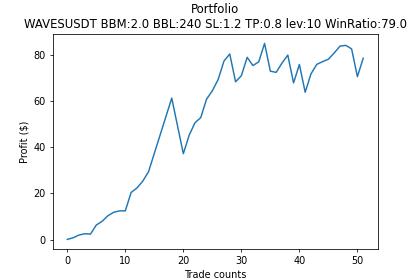 Portfolio
WAVESUSDT BBM:2.0 BBL:240 SL:1.2 TP:0.8 lev:10 WinRatio:79.0
80
60
40
20
0
Profit ($)
0 10 20 30 40 50
Trade counts